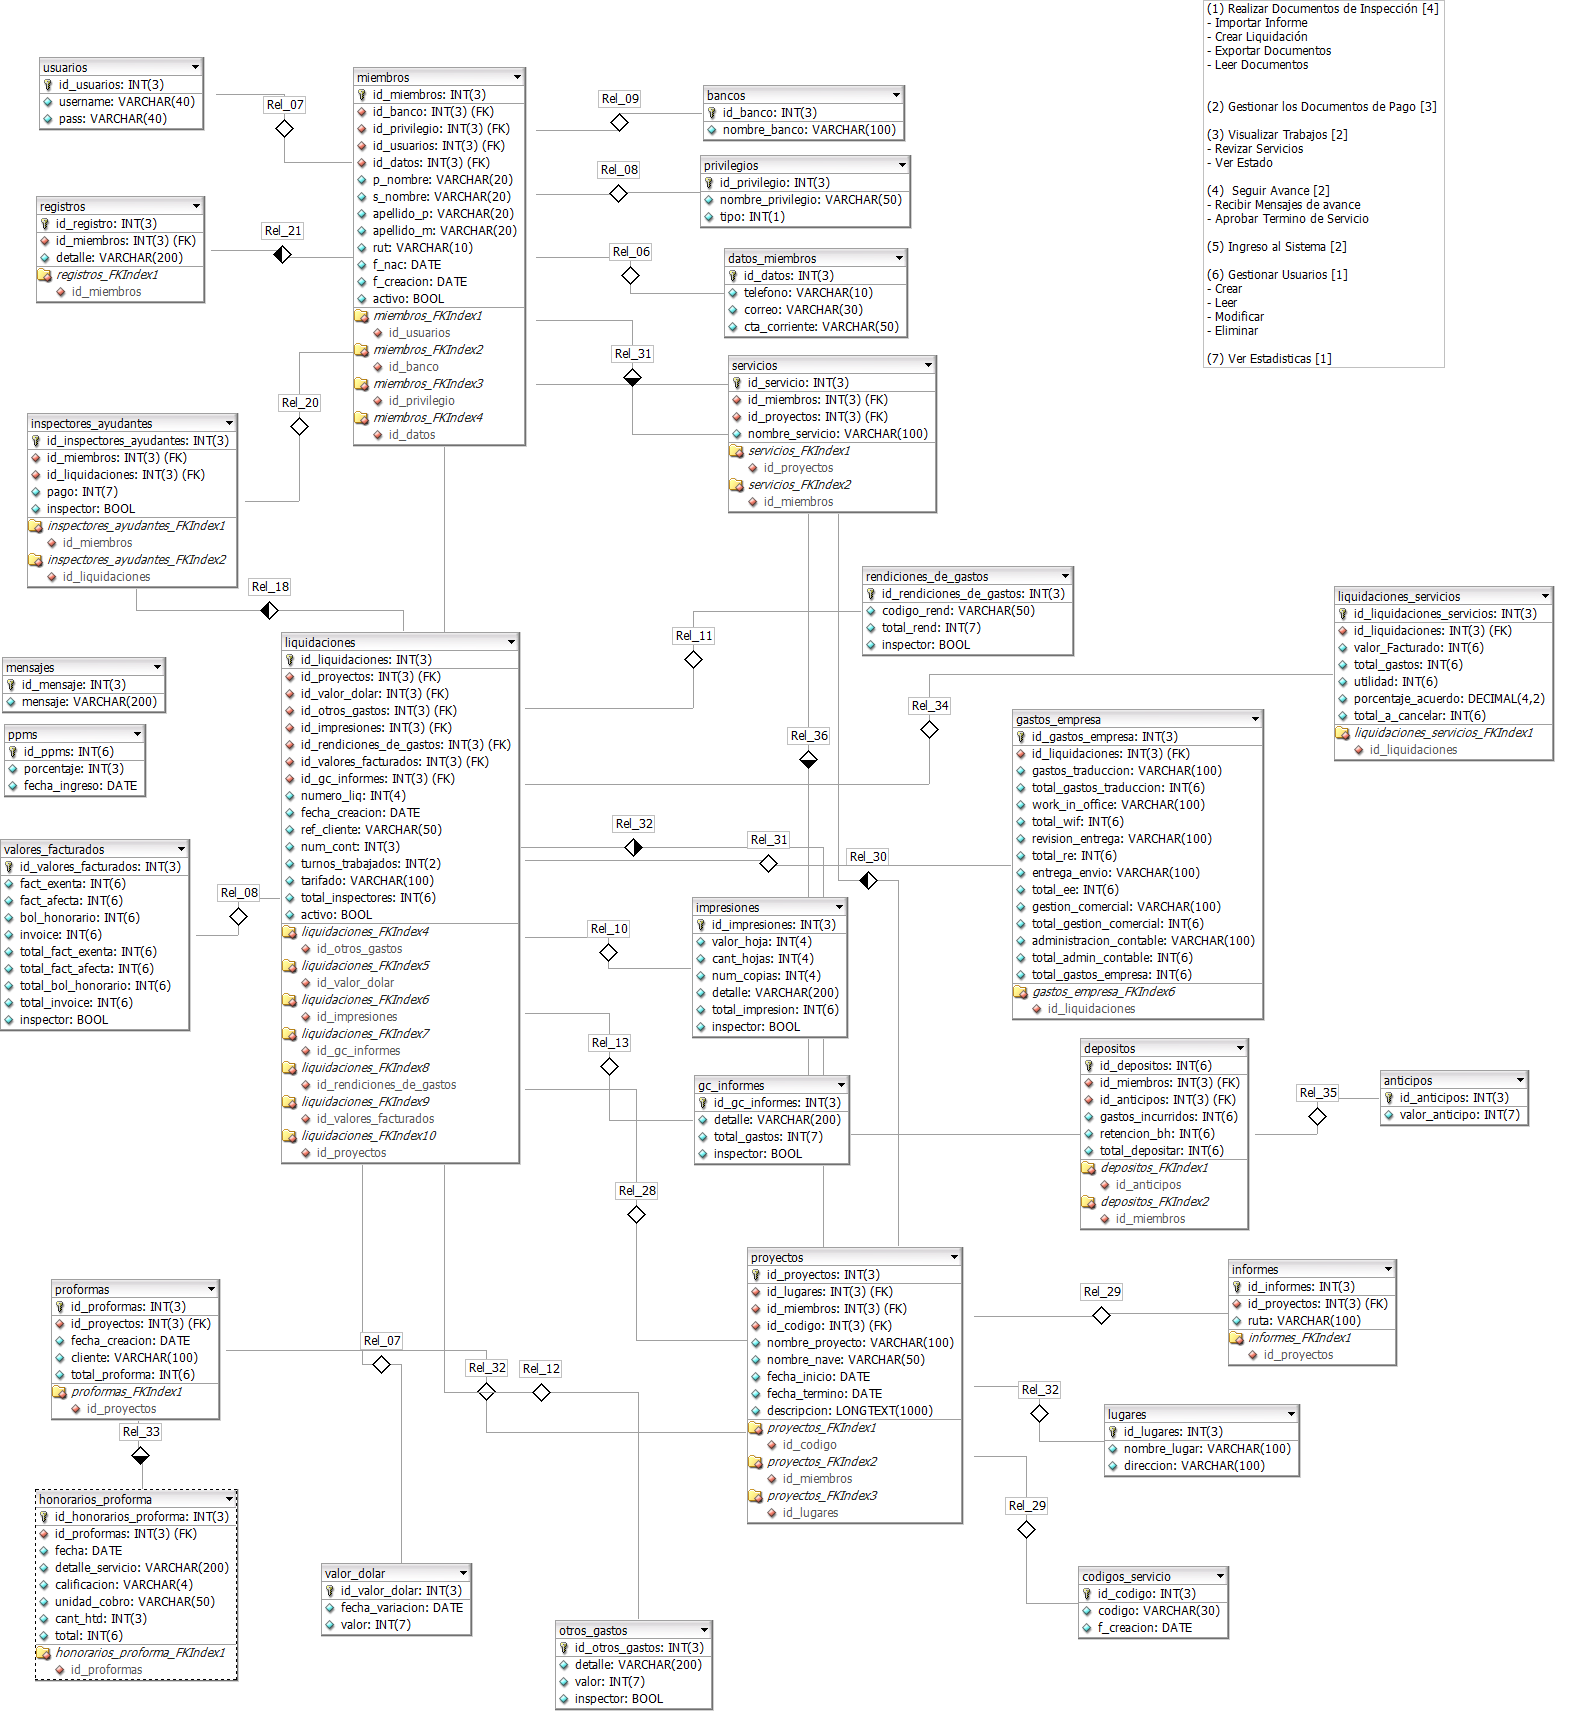 (1) Realizar Documentos de Inspección [4]
- Importar Informe
- Crear Liquidación
- Exportar Documentos
- Leer Documentos
(2) Gestionar los Documentos de Pago [3]
(3) Visualizar Trabajos [2]
- Revizar Servicios
- Ver Estado
(4)  Seguir Avance [2]
- Recibir Mensajes de avance
- Aprobar Termino de Servicio
(5) Ingreso al Sistema [2]
(6) Gestionar Usuarios [1]
- Crear
- Leer
- Modificar
- Eliminar
(7) Ver Estadisticas [1]
usuarios
id_usuarios: INT(3)
username: VARCHAR(40)
pass: VARCHAR(40)
Rel_07
miembros
id_miembros: INT(3)
id_banco: INT(3) (FK)
id_privilegio: INT(3) (FK)
id_usuarios: INT(3) (FK)
id_datos: INT(3) (FK)
p_nombre: VARCHAR(20)
s_nombre: VARCHAR(20)
apellido_p: VARCHAR(20)
apellido_m: VARCHAR(20)
rut: VARCHAR(10)
f_nac: DATE
f_creacion: DATE
activo: BOOL
miembros_FKIndex1
id_usuarios
miembros_FKIndex2
id_banco
miembros_FKIndex3
id_privilegio
miembros_FKIndex4
id_datos
Rel_09
bancos
id_banco: INT(3)
nombre_banco: VARCHAR(100)
Rel_08
privilegios
id_privilegio: INT(3)
nombre_privilegio: VARCHAR(50)
tipo: INT(1)
registros
id_registro: INT(3)
id_miembros: INT(3) (FK)
detalle: VARCHAR(200)
registros_FKIndex1
id_miembros
Rel_21
Rel_06
datos_miembros
id_datos: INT(3)
telefono: VARCHAR(10)
correo: VARCHAR(30)
cta_corriente: VARCHAR(50)
Rel_31
servicios
id_servicio: INT(3)
id_miembros: INT(3) (FK)
id_proyectos: INT(3) (FK)
nombre_servicio: VARCHAR(100)
servicios_FKIndex1
id_proyectos
servicios_FKIndex2
id_miembros
Rel_20
inspectores_ayudantes
id_inspectores_ayudantes: INT(3)
id_miembros: INT(3) (FK)
id_liquidaciones: INT(3) (FK)
pago: INT(7)
inspector: BOOL
inspectores_ayudantes_FKIndex1
id_miembros
inspectores_ayudantes_FKIndex2
id_liquidaciones
Rel_18
rendiciones_de_gastos
id_rendiciones_de_gastos: INT(3)
codigo_rend: VARCHAR(50)
total_rend: INT(7)
inspector: BOOL
Rel_11
liquidaciones_servicios
id_liquidaciones_servicios: INT(3)
id_liquidaciones: INT(3) (FK)
valor_Facturado: INT(6)
total_gastos: INT(6)
utilidad: INT(6)
porcentaje_acuerdo: DECIMAL(4,2)
total_a_cancelar: INT(6)
liquidaciones_servicios_FKIndex1
id_liquidaciones
Rel_34
liquidaciones
id_liquidaciones: INT(3)
id_proyectos: INT(3) (FK)
id_valor_dolar: INT(3) (FK)
id_otros_gastos: INT(3) (FK)
id_impresiones: INT(3) (FK)
id_rendiciones_de_gastos: INT(3) (FK)
id_valores_facturados: INT(3) (FK)
id_gc_informes: INT(3) (FK)
numero_liq: INT(4)
fecha_creacion: DATE
ref_cliente: VARCHAR(50)
num_cont: INT(3)
turnos_trabajados: INT(2)
tarifado: VARCHAR(100)
total_inspectores: INT(6)
activo: BOOL
liquidaciones_FKIndex4
id_otros_gastos
liquidaciones_FKIndex5
id_valor_dolar
liquidaciones_FKIndex6
id_impresiones
liquidaciones_FKIndex7
id_gc_informes
liquidaciones_FKIndex8
id_rendiciones_de_gastos
liquidaciones_FKIndex9
id_valores_facturados
liquidaciones_FKIndex10
id_proyectos
mensajes
id_mensaje: INT(3)
mensaje: VARCHAR(200)
ppms
id_ppms: INT(6)
porcentaje: INT(3)
fecha_ingreso: DATE
Rel_36
gastos_empresa
id_gastos_empresa: INT(3)
id_liquidaciones: INT(3) (FK)
gastos_traduccion: VARCHAR(100)
total_gastos_traduccion: INT(6)
work_in_office: VARCHAR(100)
total_wif: INT(6)
revision_entrega: VARCHAR(100)
total_re: INT(6)
entrega_envio: VARCHAR(100)
total_ee: INT(6)
gestion_comercial: VARCHAR(100)
total_gestion_comercial: INT(6)
administracion_contable: VARCHAR(100)
total_admin_contable: INT(6)
total_gastos_empresa: INT(6)
gastos_empresa_FKIndex6
id_liquidaciones
Rel_32
Rel_31
Rel_30
valores_facturados
id_valores_facturados: INT(3)
fact_exenta: INT(6)
fact_afecta: INT(6)
bol_honorario: INT(6)
invoice: INT(6)
total_fact_exenta: INT(6)
total_fact_afecta: INT(6)
total_bol_honorario: INT(6)
total_invoice: INT(6)
inspector: BOOL
Rel_08
Rel_10
impresiones
id_impresiones: INT(3)
valor_hoja: INT(4)
cant_hojas: INT(4)
num_copias: INT(4)
detalle: VARCHAR(200)
total_impresion: INT(6)
inspector: BOOL
Rel_13
gc_informes
id_gc_informes: INT(3)
detalle: VARCHAR(200)
total_gastos: INT(7)
inspector: BOOL
depositos
id_depositos: INT(6)
id_miembros: INT(3) (FK)
id_anticipos: INT(3) (FK)
gastos_incurridos: INT(6)
retencion_bh: INT(6)
total_depositar: INT(6)
depositos_FKIndex1
id_anticipos
depositos_FKIndex2
id_miembros
Rel_35
anticipos
id_anticipos: INT(3)
valor_anticipo: INT(7)
Rel_28
proyectos
id_proyectos: INT(3)
id_lugares: INT(3) (FK)
id_miembros: INT(3) (FK)
id_codigo: INT(3) (FK)
nombre_proyecto: VARCHAR(100)
nombre_nave: VARCHAR(50)
fecha_inicio: DATE
fecha_termino: DATE
descripcion: LONGTEXT(1000)
proyectos_FKIndex1
id_codigo
proyectos_FKIndex2
id_miembros
proyectos_FKIndex3
id_lugares
Rel_29
informes
id_informes: INT(3)
id_proyectos: INT(3) (FK)
ruta: VARCHAR(100)
informes_FKIndex1
id_proyectos
proformas
id_proformas: INT(3)
id_proyectos: INT(3) (FK)
fecha_creacion: DATE
cliente: VARCHAR(100)
total_proforma: INT(6)
proformas_FKIndex1
id_proyectos
Rel_07
Rel_32
Rel_12
Rel_32
lugares
id_lugares: INT(3)
nombre_lugar: VARCHAR(100)
direccion: VARCHAR(100)
Rel_33
honorarios_proforma
id_honorarios_proforma: INT(3)
id_proformas: INT(3) (FK)
fecha: DATE
detalle_servicio: VARCHAR(200)
calificacion: VARCHAR(4)
unidad_cobro: VARCHAR(50)
cant_htd: INT(3)
total: INT(6)
honorarios_proforma_FKIndex1
id_proformas
Rel_29
valor_dolar
id_valor_dolar: INT(3)
fecha_variacion: DATE
valor: INT(7)
codigos_servicio
id_codigo: INT(3)
codigo: VARCHAR(30)
f_creacion: DATE
otros_gastos
id_otros_gastos: INT(3)
detalle: VARCHAR(200)
valor: INT(7)
inspector: BOOL